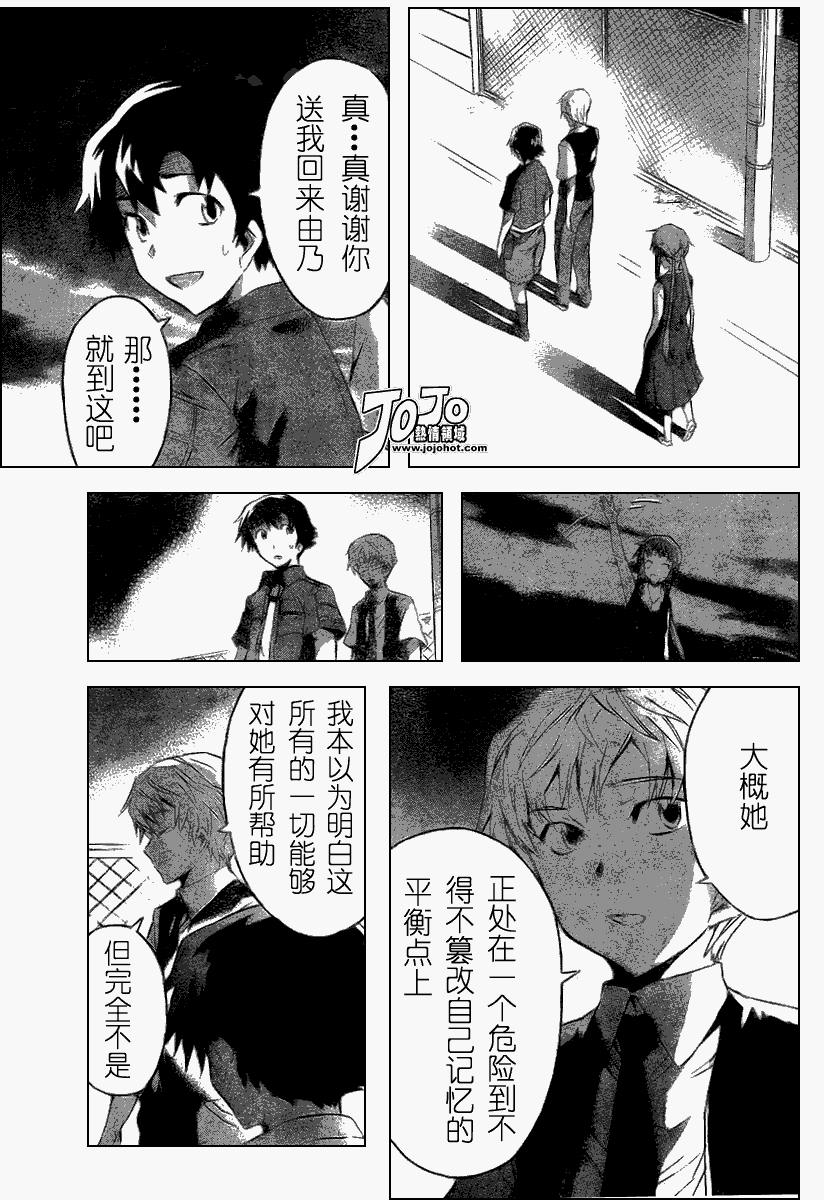 真…真谢谢你
送我回来由乃
那……
就到这吧
JOJO
熱情領域
www.jojohot.com
大概她
正处在一个危险到不
得不篡改自己记忆的
平衡点上
我本以为明白这
所有的一切能够
对她有所帮助
但完全不是